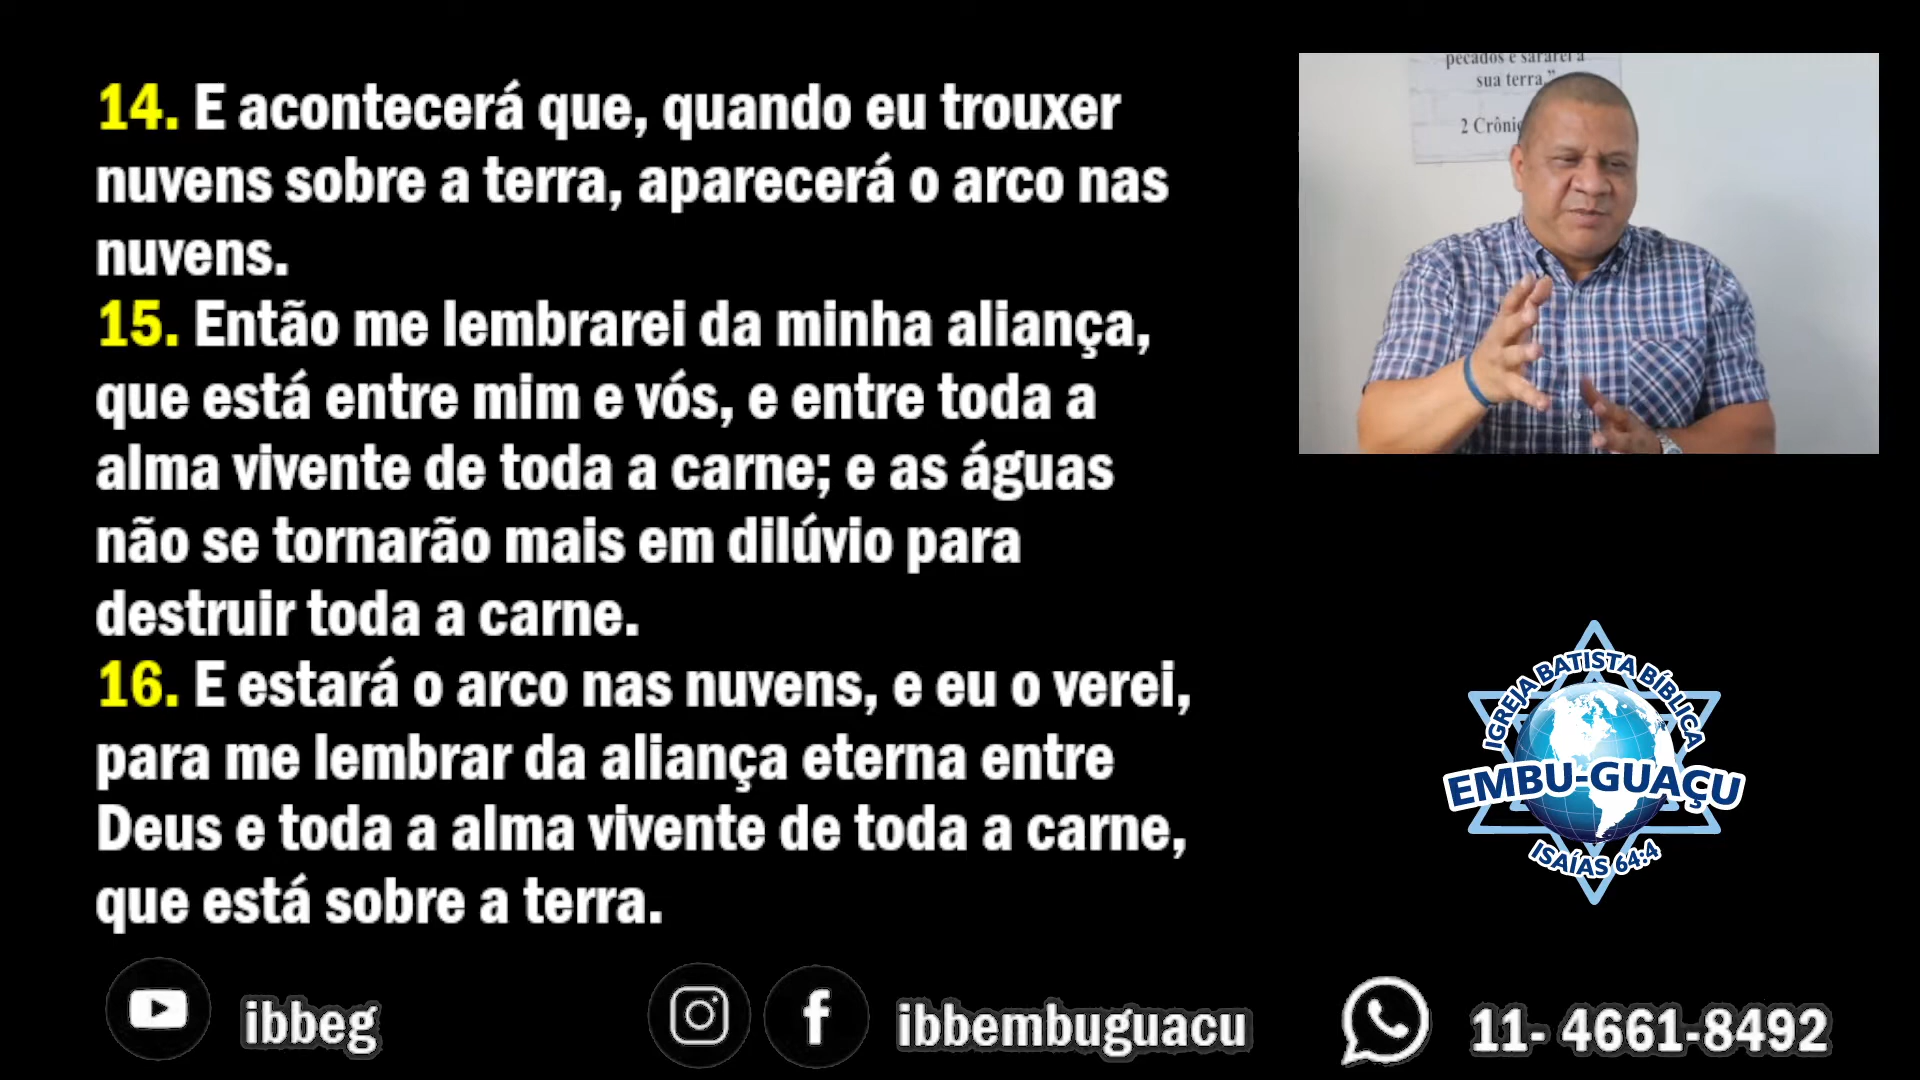 14. E acontecerá que, quando eu trouxer
nuvens sobre a terra, aparecerá o arco nas
nuvens.
15. Então me lembrarei da minha aliança,
que está entre mim e vós, e entre toda a
alma vivente de toda a carne; e as águas
não se tornarão mais em dilúvio para
destruir toda a carne.
16. E estará o arco nas nuvens, e eu o verei,
para me lembrar da aliança eterna entre
Deus e toda a alma vivente de toda a carne,
que está sobre a terra.
pecados e sararei a
sua terra."
2
IGREJA BATISTA BÍBLICA
EMBU-GUAÇU
ISAÍAS 64:4
ibbeg
ibbembuguacu
11- 4661-8492